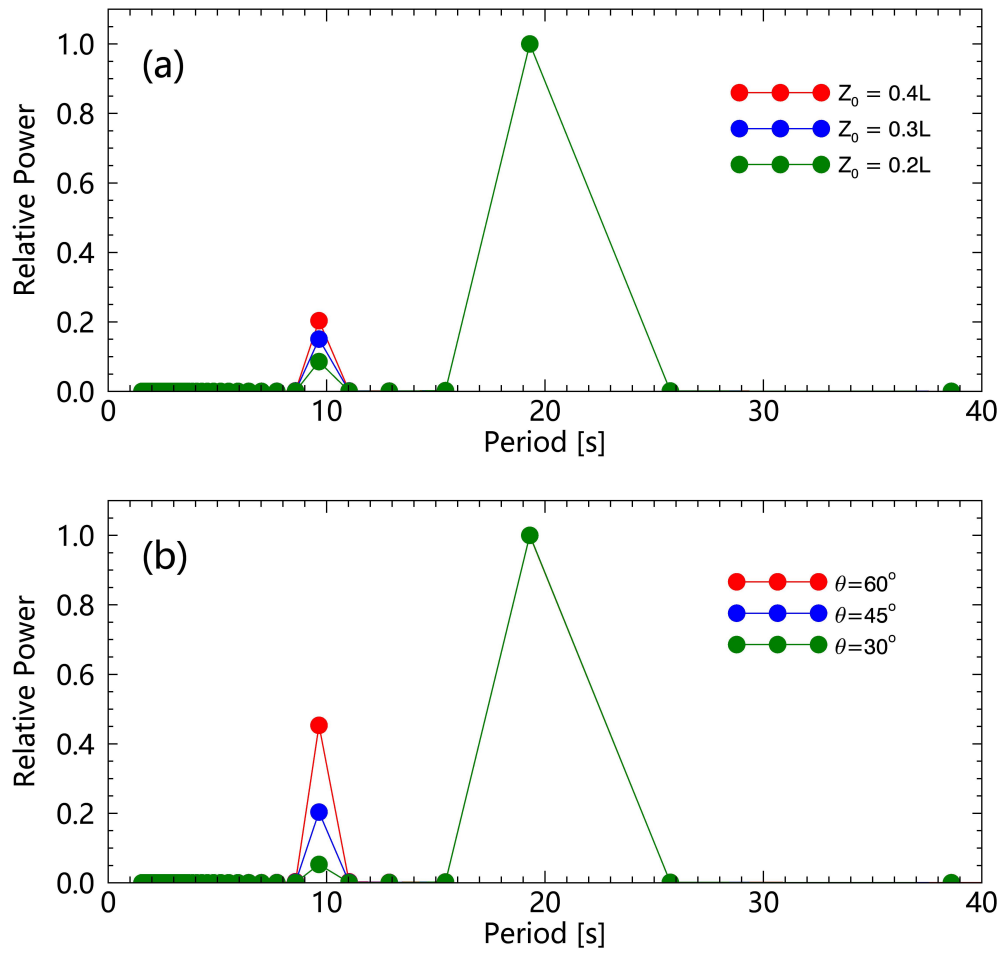 (a)
1.0
0.8
0.6
0.4
0.2
0.0
Relative Power
Z₀ = 0.4L
Z₀ = 0.3L
Z₀ = 0.2L
0 10 20 30 40
Period [s]
(b)
1.0
0.8
0.6
0.4
0.2
0.0
Relative Power
θ=60°
θ=45°
θ=30°
0 10 20 30 40
Period [s]